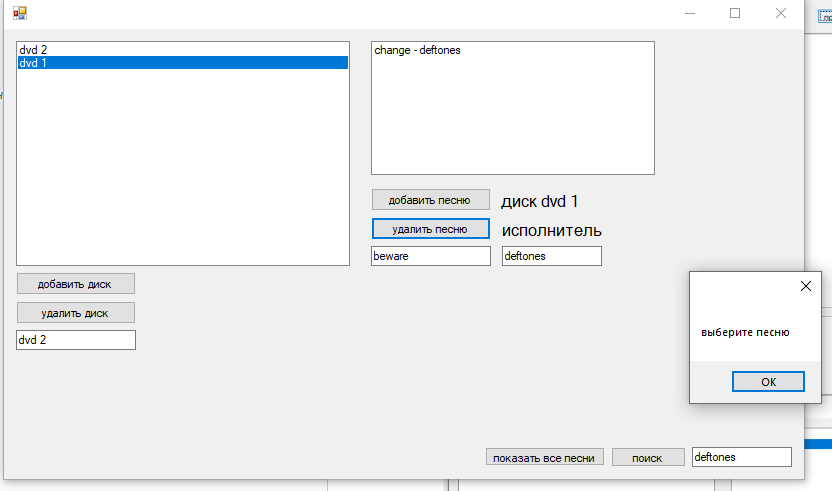 dvd 2
dvd 1
change - deftones
добавить песню
диск dvd 1
удалить песню
исполнитель
beware
deftones
добавить диск
удалить диск
dvd 2
выберите песню
OK
показать все песни
поиск
deftones